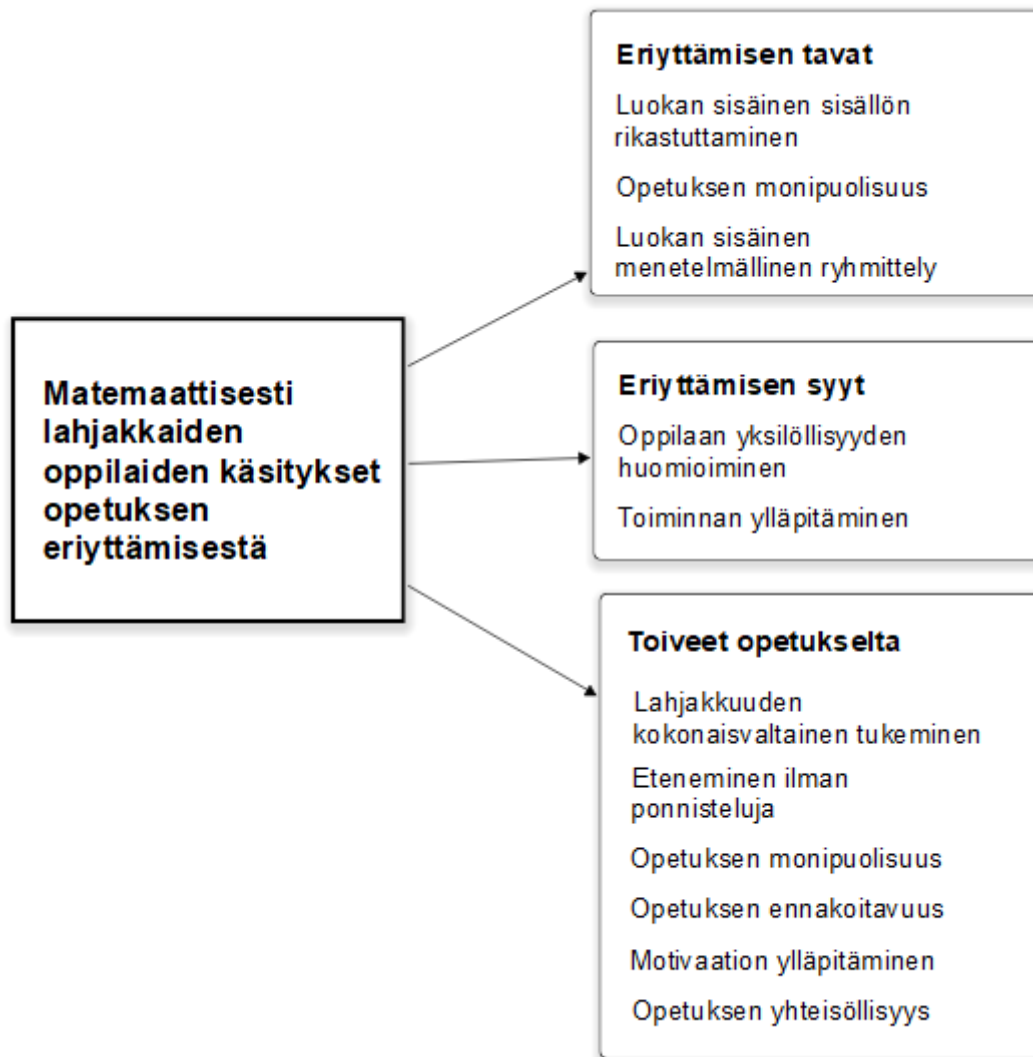 Matemaattisesti
lahjakkaiden
oppilaiden käsitykset
opetuksen
eriyttämisestä
Eriyttämisen tavat
Luokan sisäinen sisällön
rikastuttaminen
Opetuksen monipuolisuus
Luokan sisäinen
menetelmällinen ryhmittely
Eriyttämisen syyt
Oppilaan yksilöllisyyden
huomioiminen
Toiminnan ylläpitäminen
Toiveet opetukselta
Lahjakkuuden
kokonaisvaltainen tukeminen
Eteneminen ilman
ponnisteluja
Opetuksen monipuolisuus
Opetuksen ennakoitavuus
Motivaation ylläpitäminen
Opetuksen yhteisöllisyys